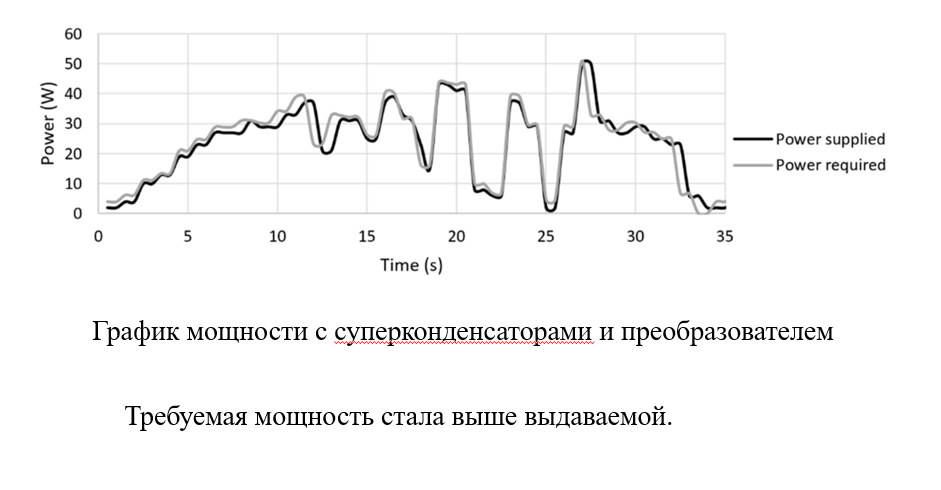 60
50
40
30
20
10
0
Power (W)
0 5 10 15 20 25 30 35
Time (s)
Power supplied
Power required
График мощности с суперконденсаторами и преобразователем
Требуемая мощность стала выше выдаваемой.